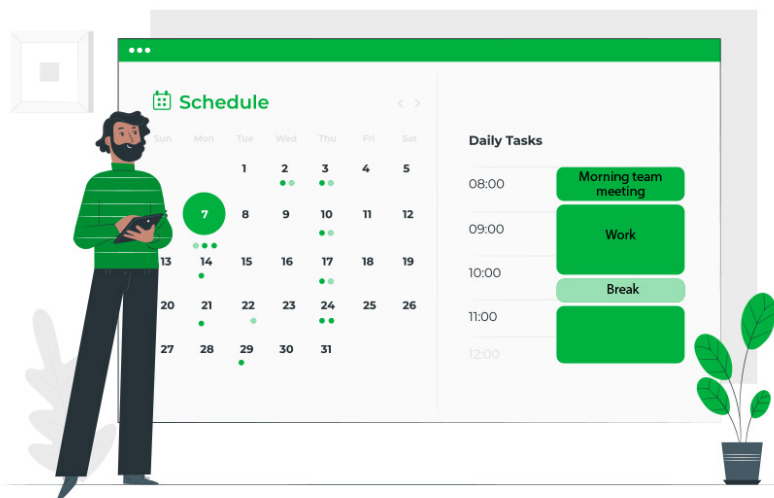 Schedule
< >
Sun Mon Tue Wed Thu Fri Sat
1 2 3 4 5
7 8 9 10 11 12
13 14 15 16 17 18 19
20 21 22 23 24 25 26
27 28 29 30 31
Daily Tasks
08:00 Morning team
meeting
09:00 Work
10:00
Break
11:00
12:00